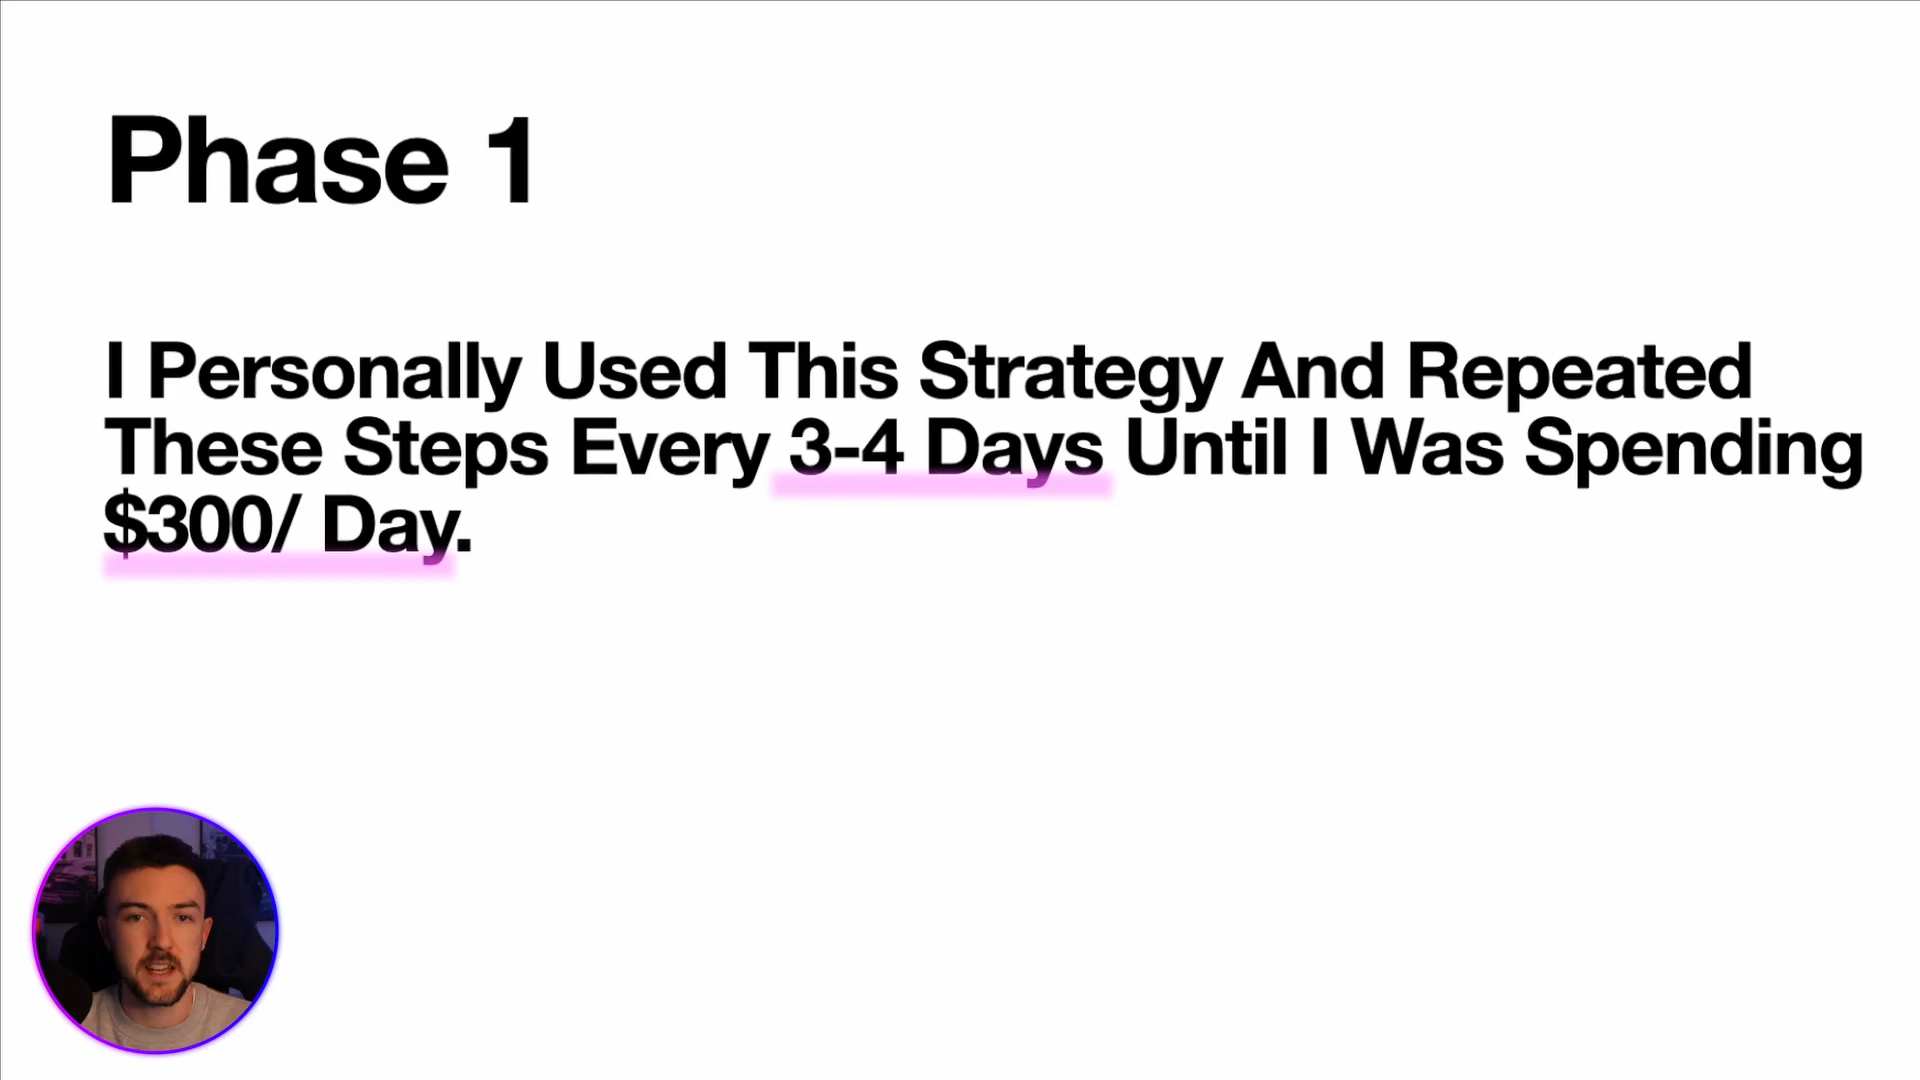 Phase 1
I Personally Used This Strategy And Repeated
These Steps Every 3-4 Days Until I Was Spending
$300/ Day.